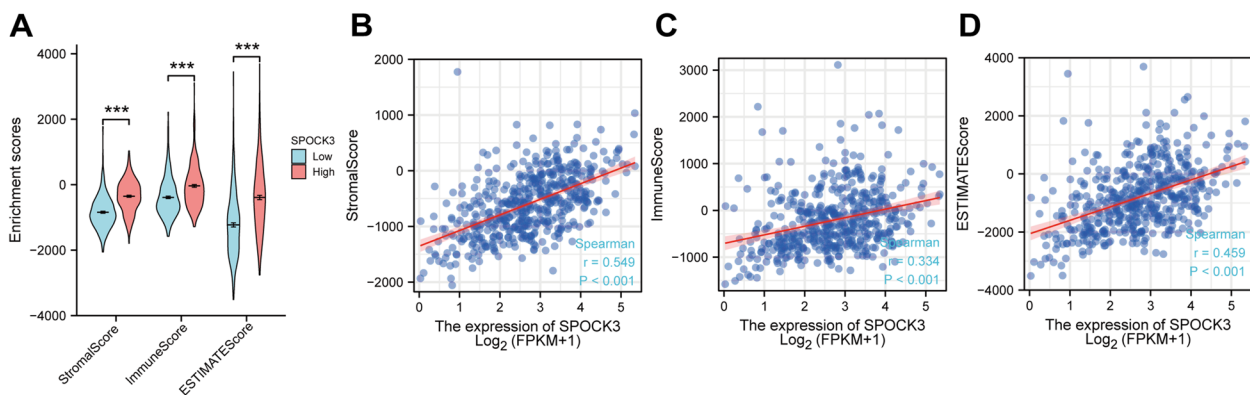 A
Enrichment scores
4000
2000
0
−2000
−4000
***
***
***
SPOCK3
Low
High
StromalScore
ImmuneScore
ESTIMATEScore
B
StromalScore
2000
1000
0
−1000
−2000
Spearman
r = 0.549
P < 0.001
0 1 2 3 4 5
The expression of SPOCK3
Log2 (FPKM+1)
C
ImmuneScore
3000
2000
1000
0
−1000
Spearman
r = 0.334
P < 0.001
0 1 2 3 4 5
The expression of SPOCK3
Log2 (FPKM+1)
D
ESTIMATEScore
4000
2000
0
−2000
−4000
Spearman
r = 0.459
P < 0.001
0 1 2 3 4 5
The expression of SPOCK3
Log2 (FPKM+1)